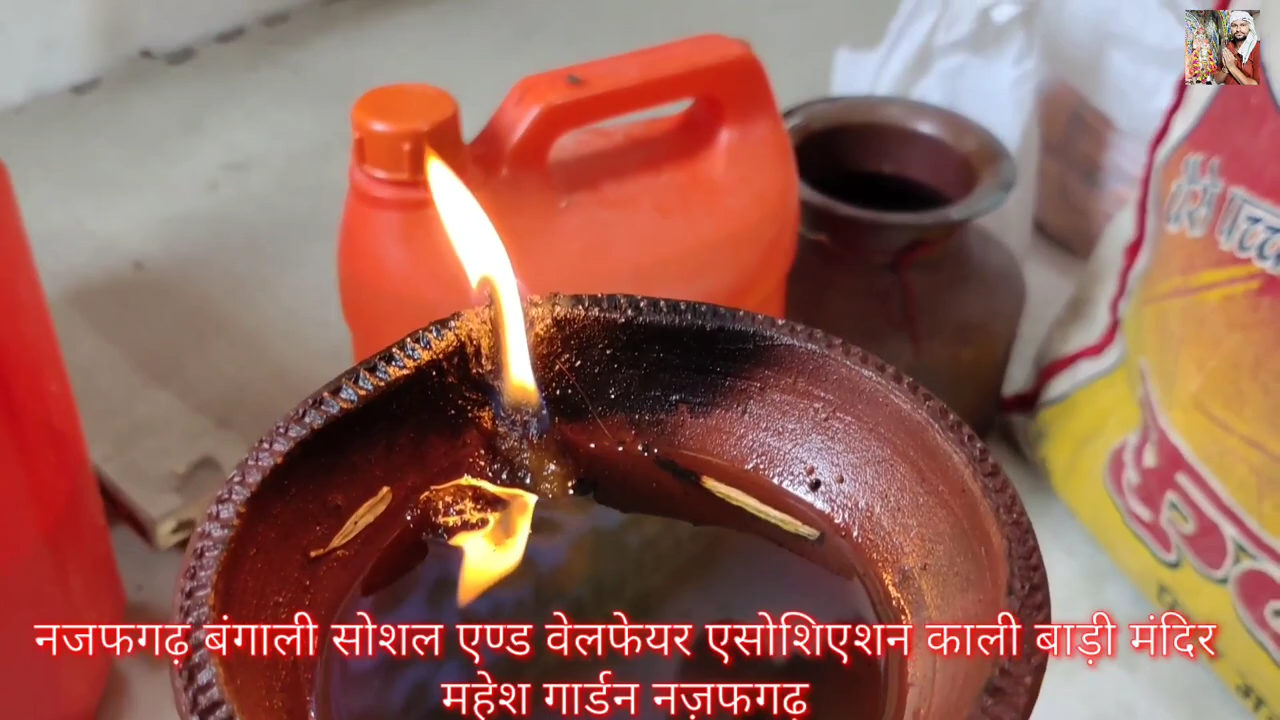 नजफगढ़ बंगाली सोशल एण्ड वेलफेयर एसोशिएशन काली बाड़ी मंदिर
महेश गार्डन नज़फगढ़